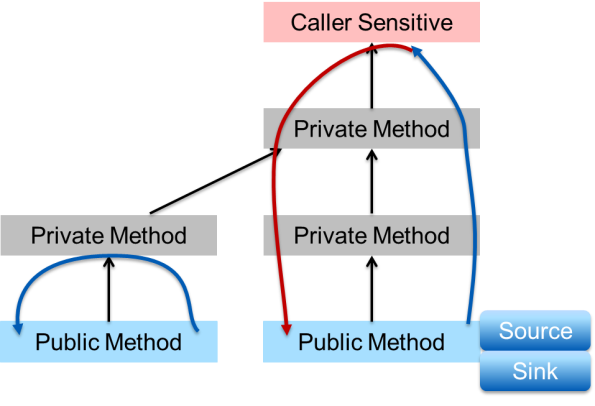 Caller Sensitive
Private Method
Private Method
Private Method
Public Method
Public Method
Source
Sink